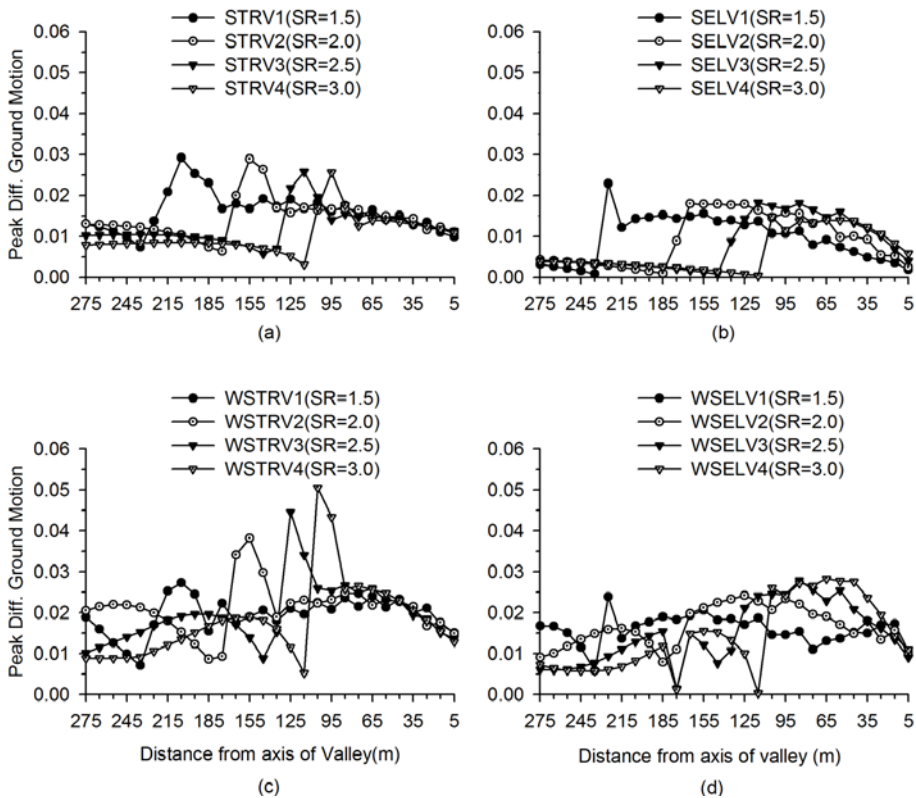 STRV1(SR=1.5)
STRV2(SR=2.0)
STRV3(SR=2.5)
STRV4(SR=3.0)
Peak Diff. Ground Motion
0.06
0.05
0.04
0.03
0.02
0.01
0.00
275 245 215 185 155 125 95 65 35 5
(a)
SELV1(SR=1.5)
SELV2(SR=2.0)
SELV3(SR=2.5)
SELV4(SR=3.0)
0.06
0.05
0.04
0.03
0.02
0.01
0.00
275 245 215 185 155 125 95 65 35 5
(b)
WSTRV1(SR=1.5)
WSTRV2(SR=2.0)
WSTRV3(SR=2.5)
WSTRV4(SR=3.0)
Peak Diff. Ground Motion
0.06
0.05
0.04
0.03
0.02
0.01
0.00
275 245 215 185 155 125 95 65 35 5
Distance from axis of Valley(m)
(c)
WSELV1(SR=1.5)
WSELV2(SR=2.0)
WSELV3(SR=2.5)
WSELV4(SR=3.0)
0.06
0.05
0.04
0.03
0.02
0.01
0.00
275 245 215 185 155 125 95 65 35 5
Distance from axis of valley (m)
(d)